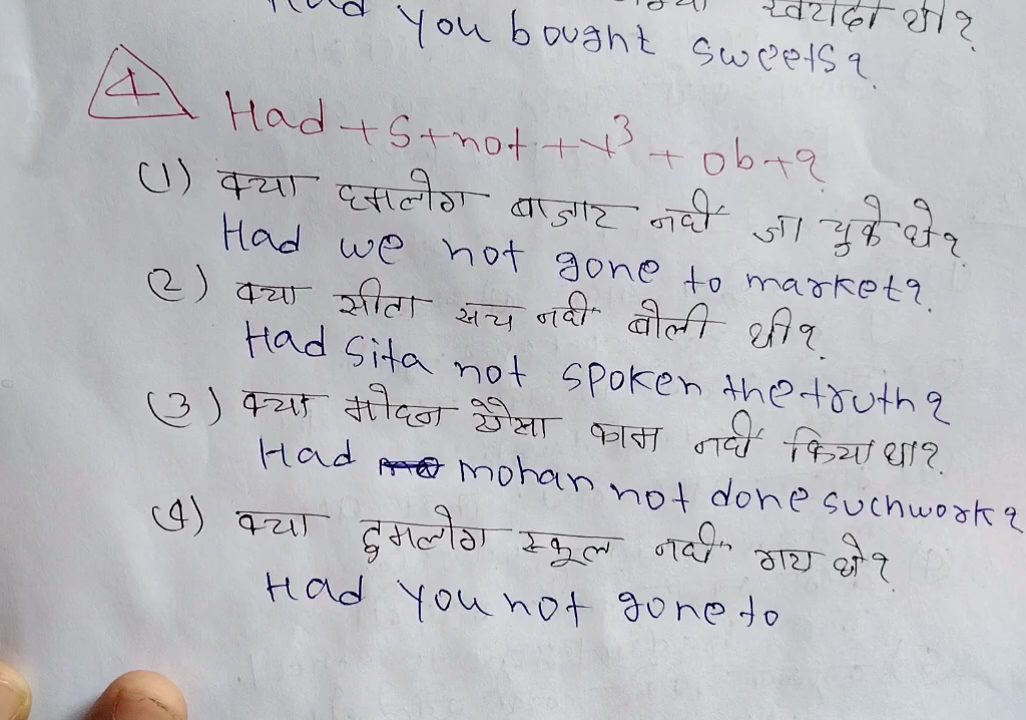 Had you bought sweets?
4 Had + S + not + v³ + ob + ?
(1) क्या हमलोग बाजार नहीं जा चुके थे?
Had we not gone to market?
(2) क्या सीता सच नहीं बोली थी?
Had Sita not spoken the truth?
(3) क्या मोहन ऐसा काम नहीं किया था?
Had mohan not done such work?
(4) क्या तुमलोग स्कूल नहीं गय थे?
Had you not gone to